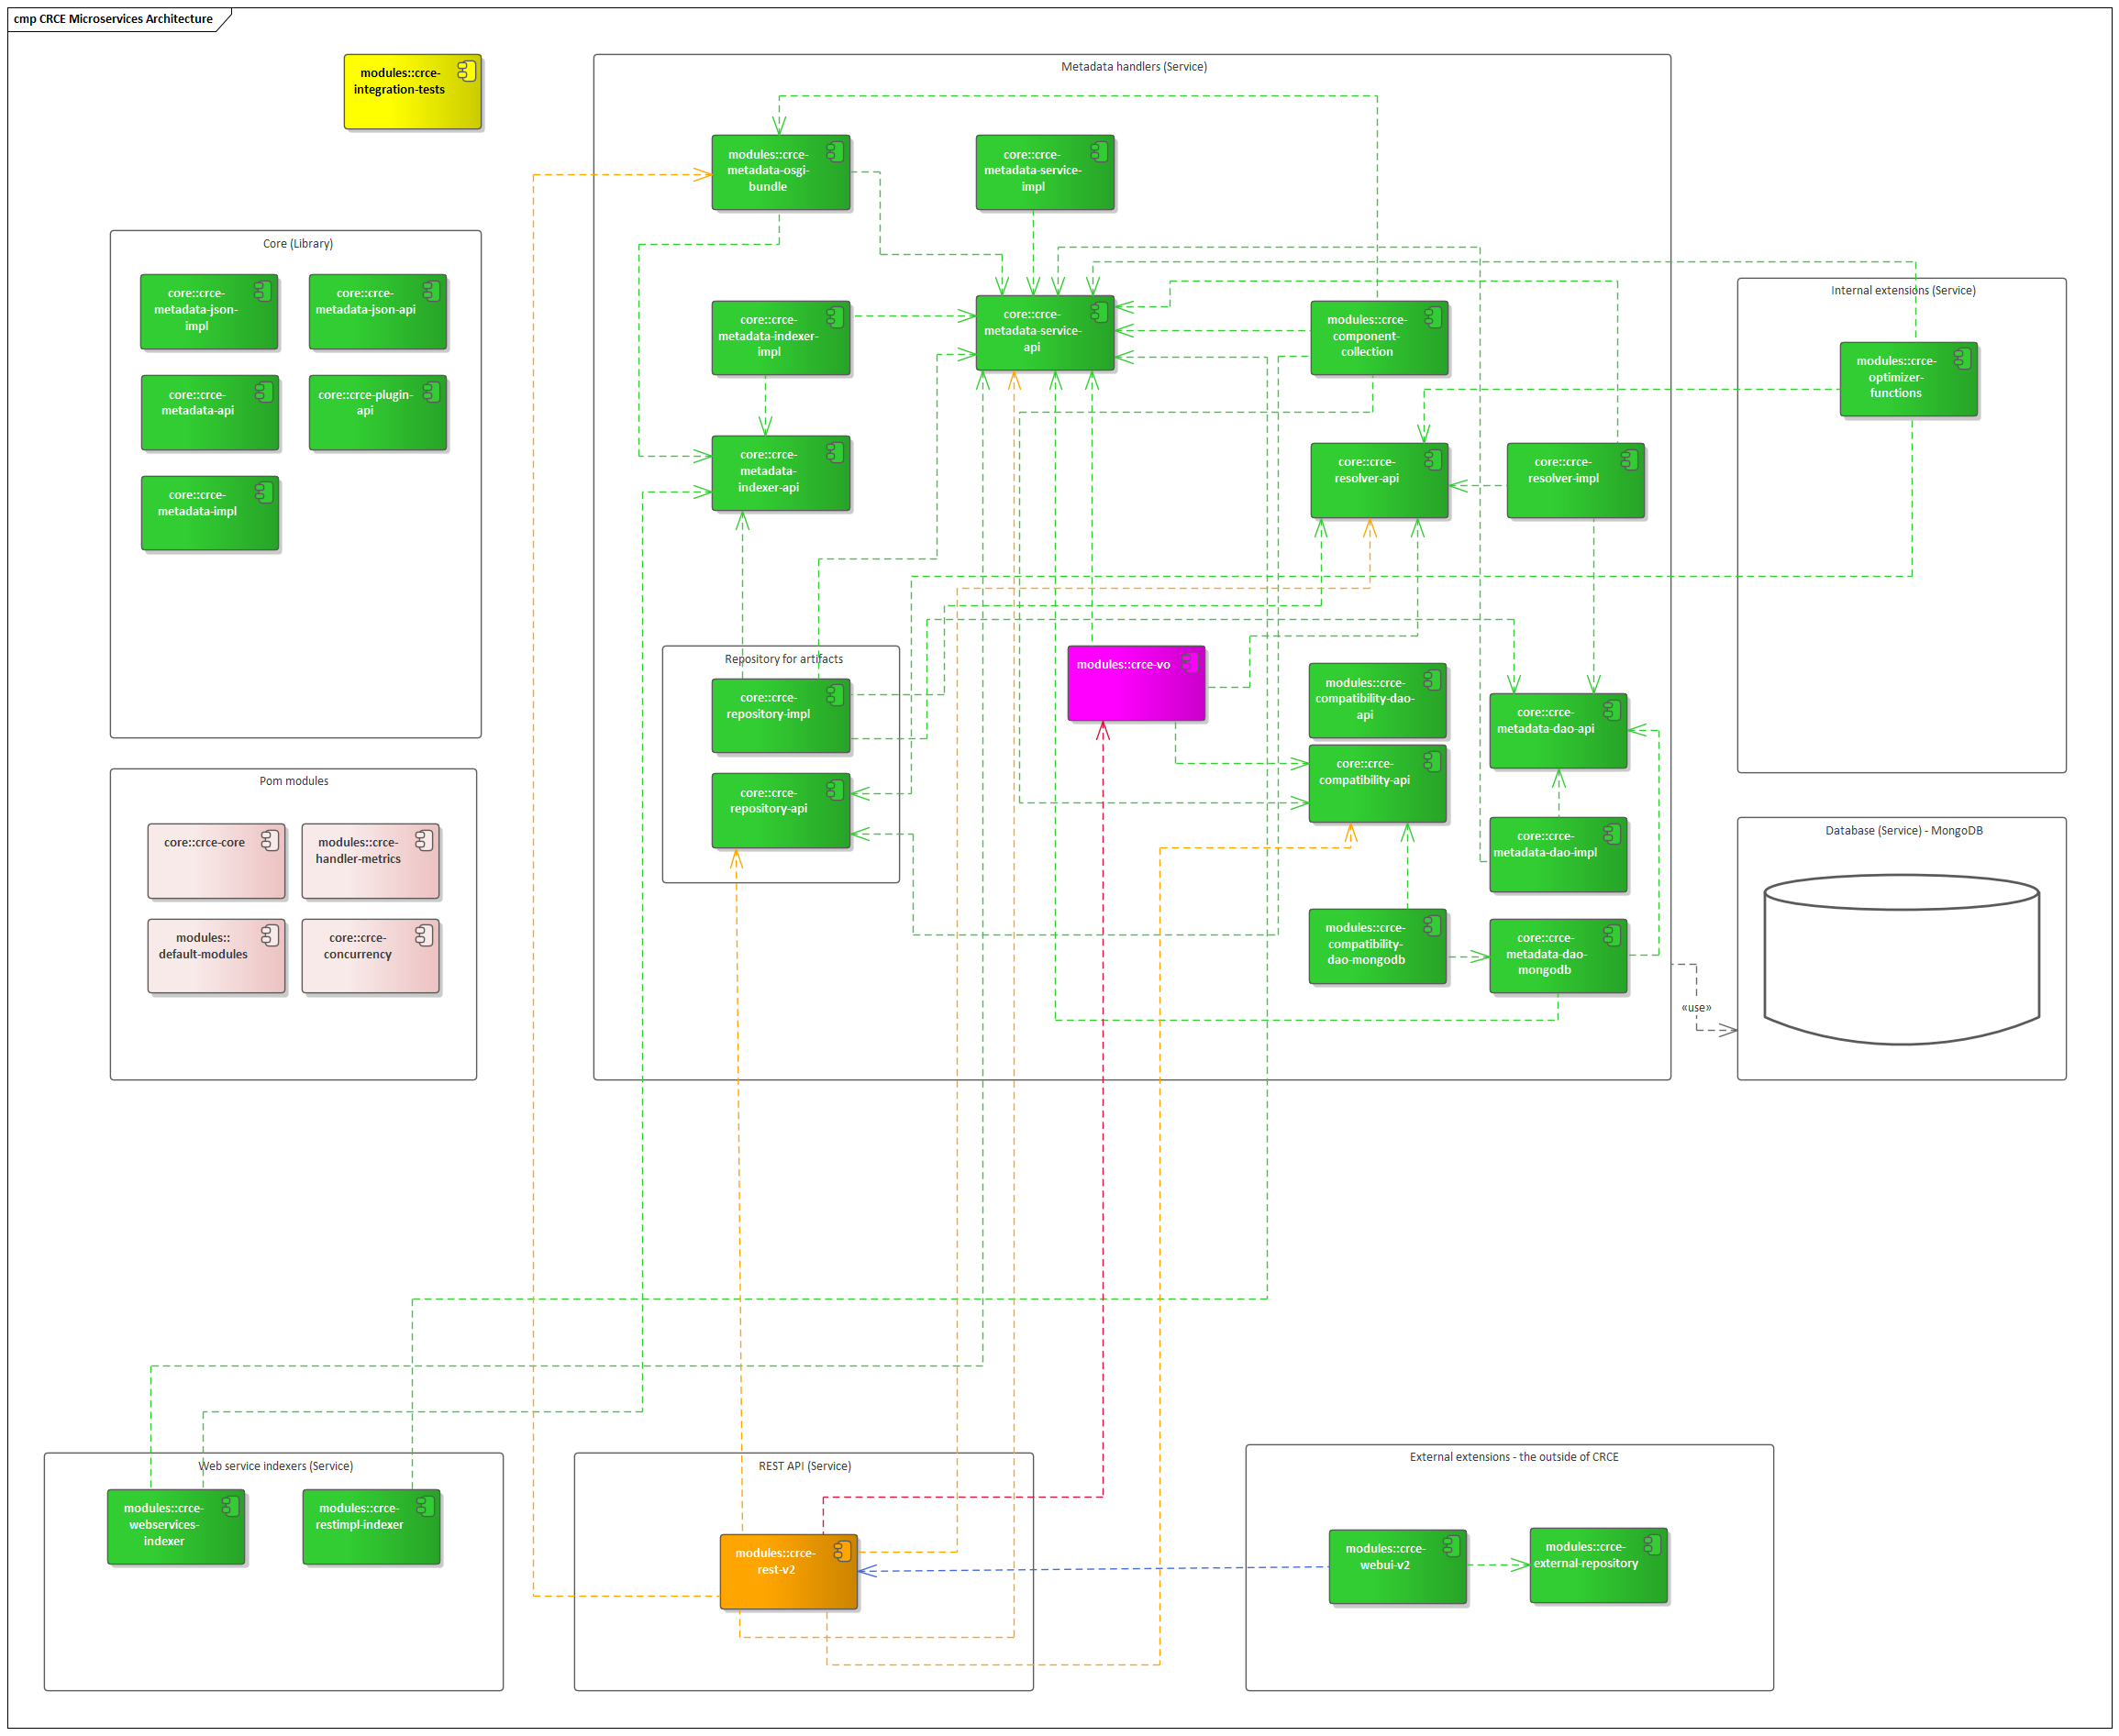 cmp CRCE Microservices Architecture
modules::crce-
integration-tests
Metadata handlers (Service)
modules::crce-
metadata-osgi-
bundle
core::crce-
metadata-service-
impl
Core (Library)
core::crce-
metadata-json-
impl
core::crce-
metadata-json-api
core::crce-
metadata-api
core::crce-plugin-
api
core::crce-
metadata-impl
core::crce-
metadata-indexer-
impl
core::crce-
metadata-service-
api
modules::crce-
component-
collection
Internal extensions (Service)
modules::crce-
optimizer-
functions
core::crce-
metadata-
indexer-api
core::crce-
resolver-api
core::crce-
resolver-impl
Repository for artifacts
core::crce-
repository-impl
core::crce-
repository-api
modules::crce-vo
modules::crce-
compatibility-dao-
api
core::crce-
compatibility-api
core::crce-
metadata-dao-api
core::crce-
metadata-dao-impl
modules::crce-
compatibility-
dao-mongodb
core::crce-
metadata-dao-
mongodb
Pom modules
core::crce-core
modules::crce-
handler-metrics
modules::
default-modules
core::crce-
concurrency
Database (Service) - MongoDB
«use»
Web service indexers (Service)
modules::crce-
webservices-
indexer
modules::crce-
restimpl-indexer
REST API (Service)
modules::crce-
rest-v2
External extensions - the outside of CRCE
modules::crce-
webui-v2
modules::crce-
external-repository